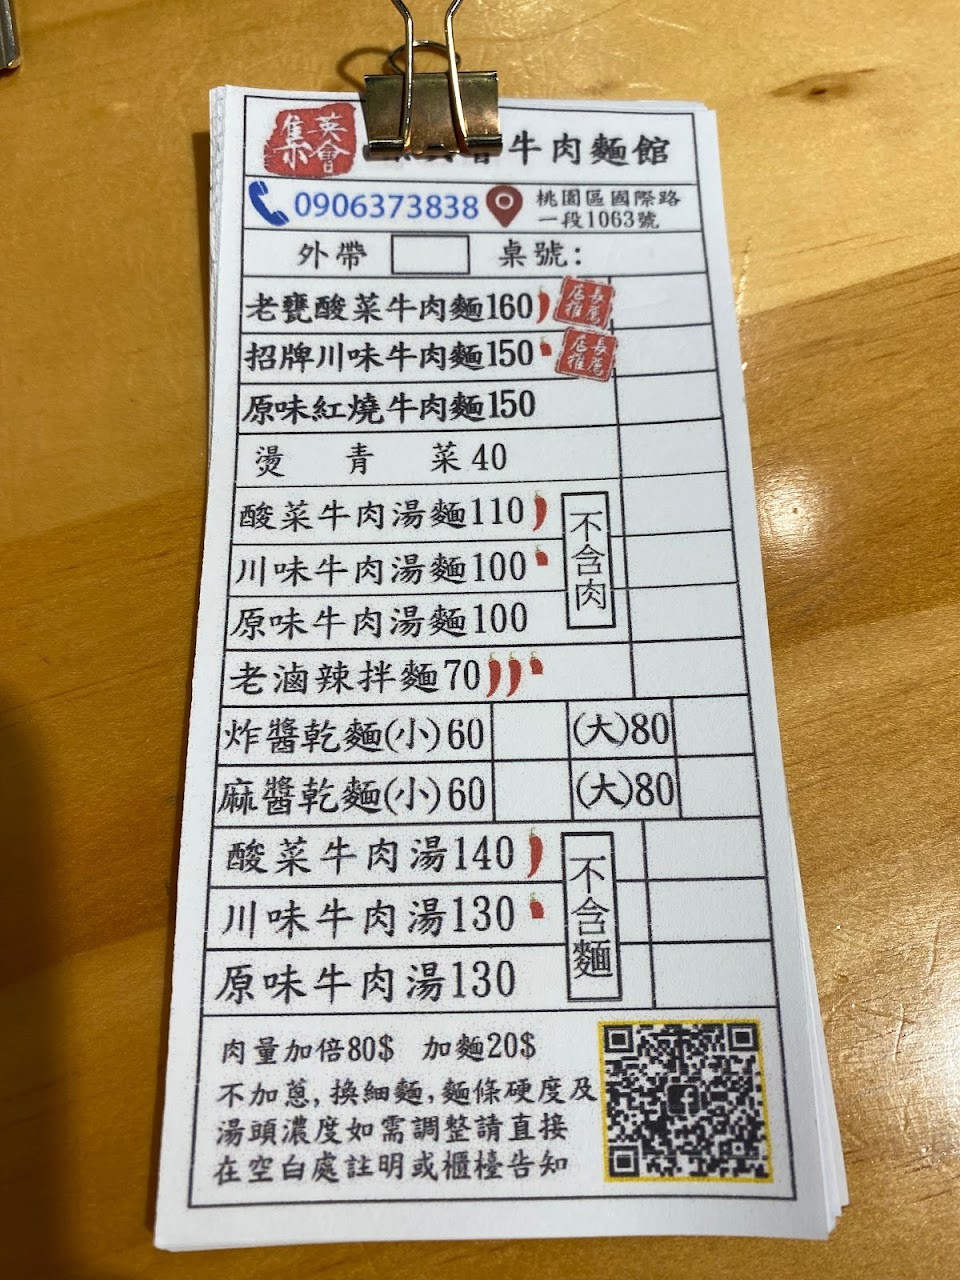 集英會
牛肉麵館
0906373838
桃園區國際路
一段1063號
外帶 桌號:
老甕酸菜牛肉麵160 店長推薦
招牌川味牛肉麵150 店長推薦
原味紅燒牛肉麵150
燙青菜40
酸菜牛肉湯麵110
川味牛肉湯麵100
原味牛肉湯麵100
不含肉
老滷辣拌麵70
炸醬乾麵(小)60 (大)80
麻醬乾麵(小)60 (大)80
酸菜牛肉湯140
川味牛肉湯130
原味牛肉湯130
不含麵
肉量加倍80$ 加麵20$
不加蔥,換細麵,麵條硬度及
湯頭濃度如需調整請直接
在空白處註明或櫃檯告知